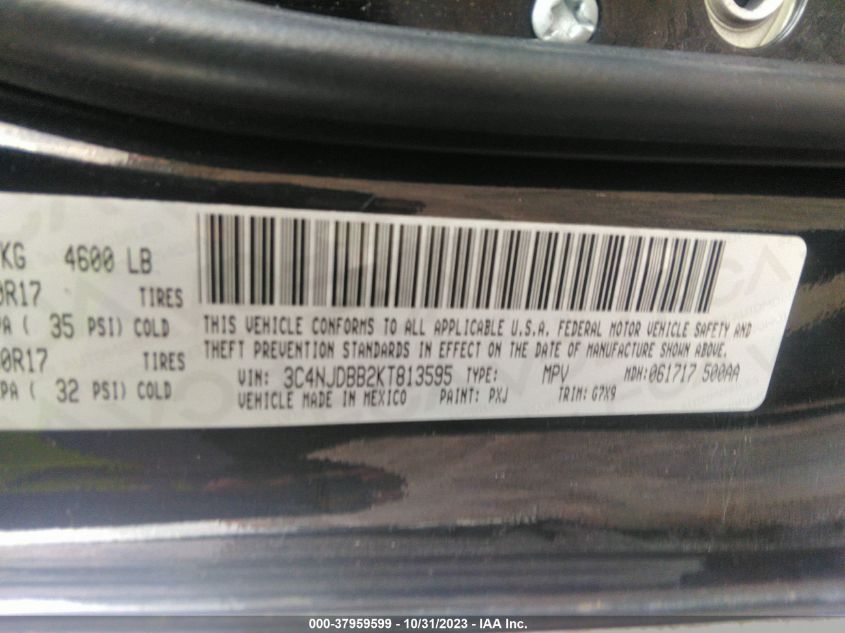 KG 4600 LB
0R17 TIRES
PA ( 35 PSI) COLD
0R17 TIRES
PA ( 32 PSI) COLD
THIS VEHICLE CONFORMS TO ALL APPLICABLE U.S.A. FEDERAL MOTOR VEHICLE SAFETY AND
THEFT PREVENTION STANDARDS IN EFFECT ON THE DATE OF MANUFACTURE SHOWN ABOVE.
VIN: 3C4NJDBB2KT813595 TYPE: MPV MDH: 061717 500AA
VEHICLE MADE IN MEXICO PAINT: PXJ TRIM: G7X9
000-37959599 - 10/31/2023 - IAA Inc.